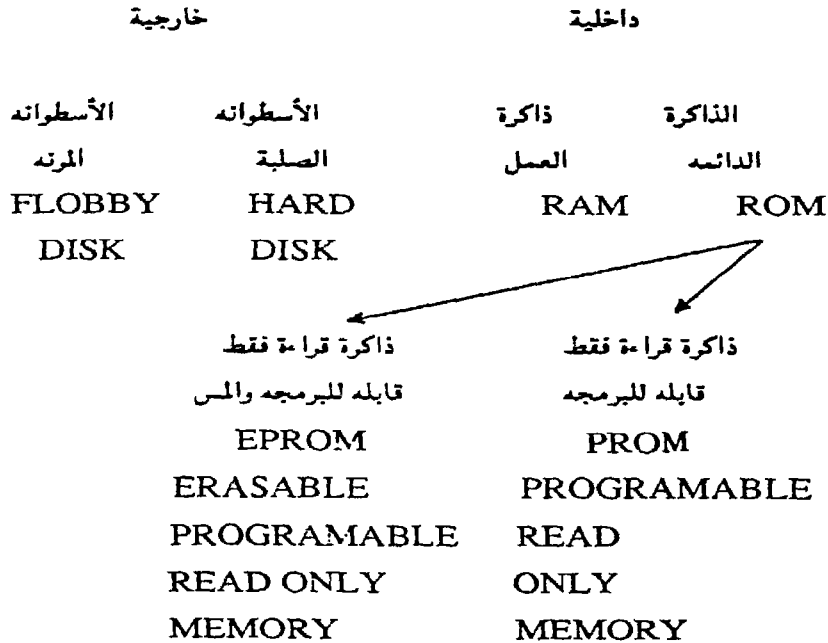 داخلية خارجية
الذاكرة ذاكرة الأسطوانه الأسطوانه
الدائمه العمل الصلبة المرنه
ROM RAM HARD FLOBBY
DISK DISK
ذاكرة قراءة فقط ذاكرة قراءة فقط
قابله للبرمجه قابله للبرمجه والمس
PROM EPROM
PROGRAMABLE ERASABLE
READ PROGRAMABLE
ONLY READ ONLY
MEMORY MEMORY